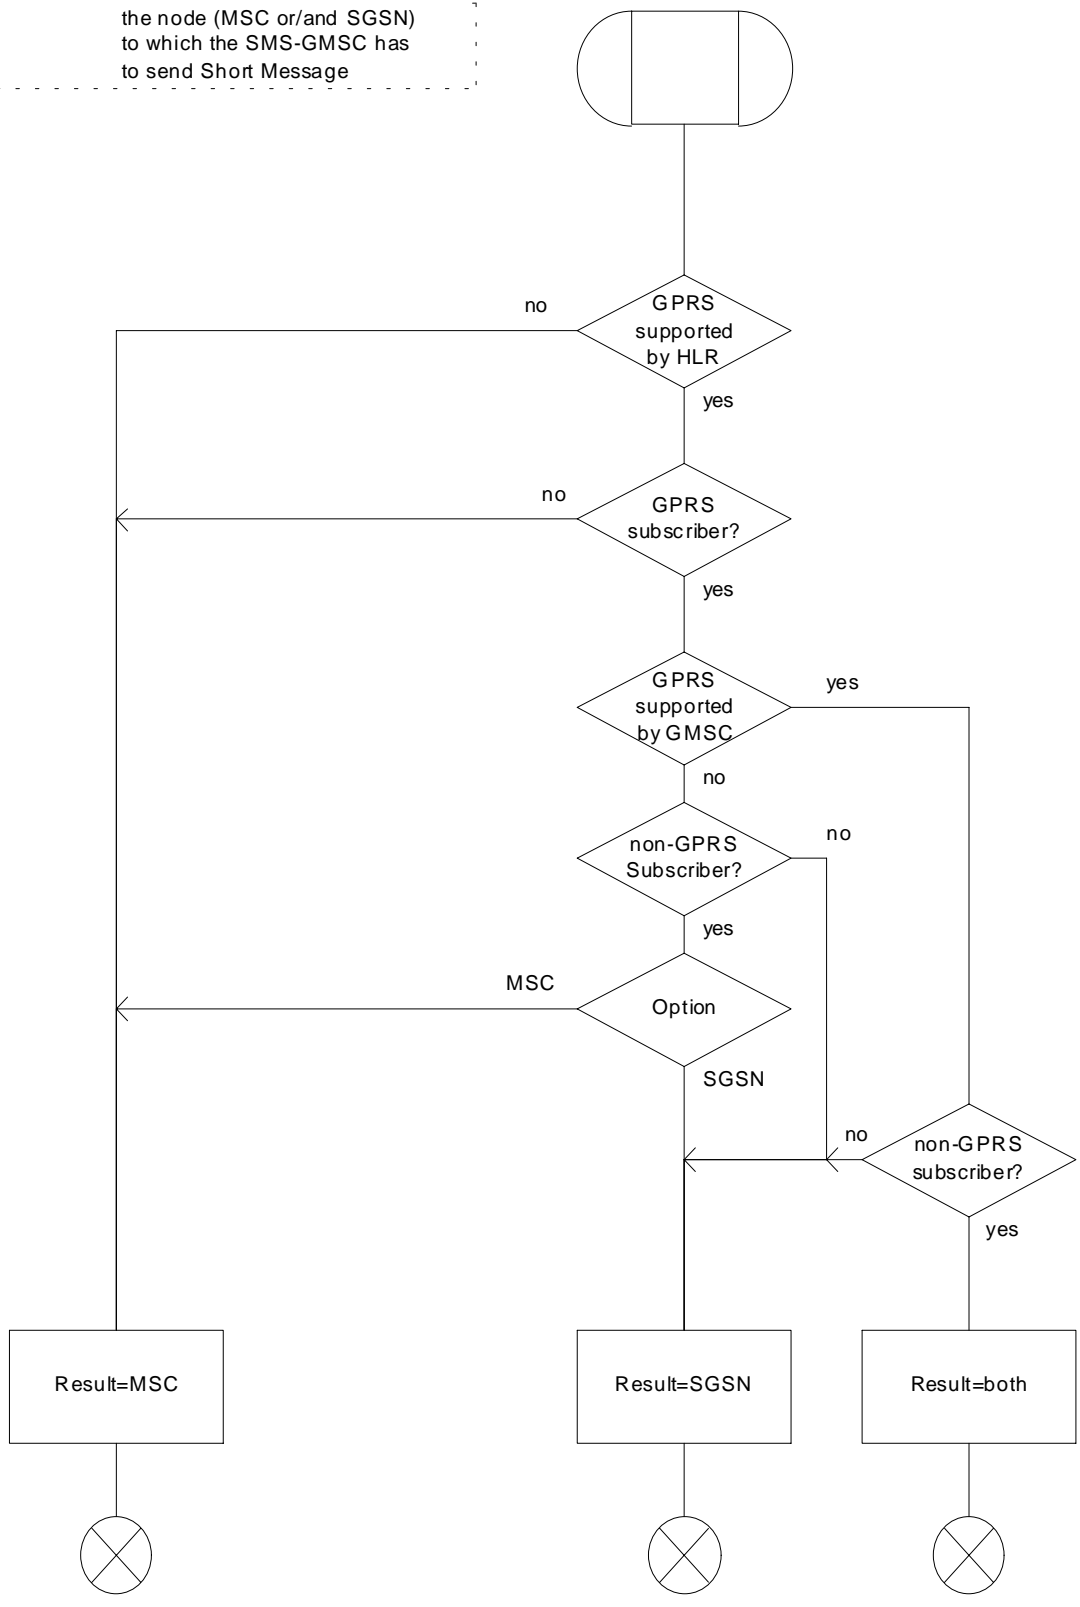 the node (MSC or/and SGSN)
to which the SMS-GMSC has
to send Short Message
no
GPRS
supported
by HLR
yes
no
GPRS
subscriber?
yes
GPRS
supported
by GMSC
yes
no
non-GPRS
Subscriber?
no
yes
MSC
Option
SGSN
no
non-GPRS
subscriber?
yes
Result=MSC
Result=SGSN
Result=both